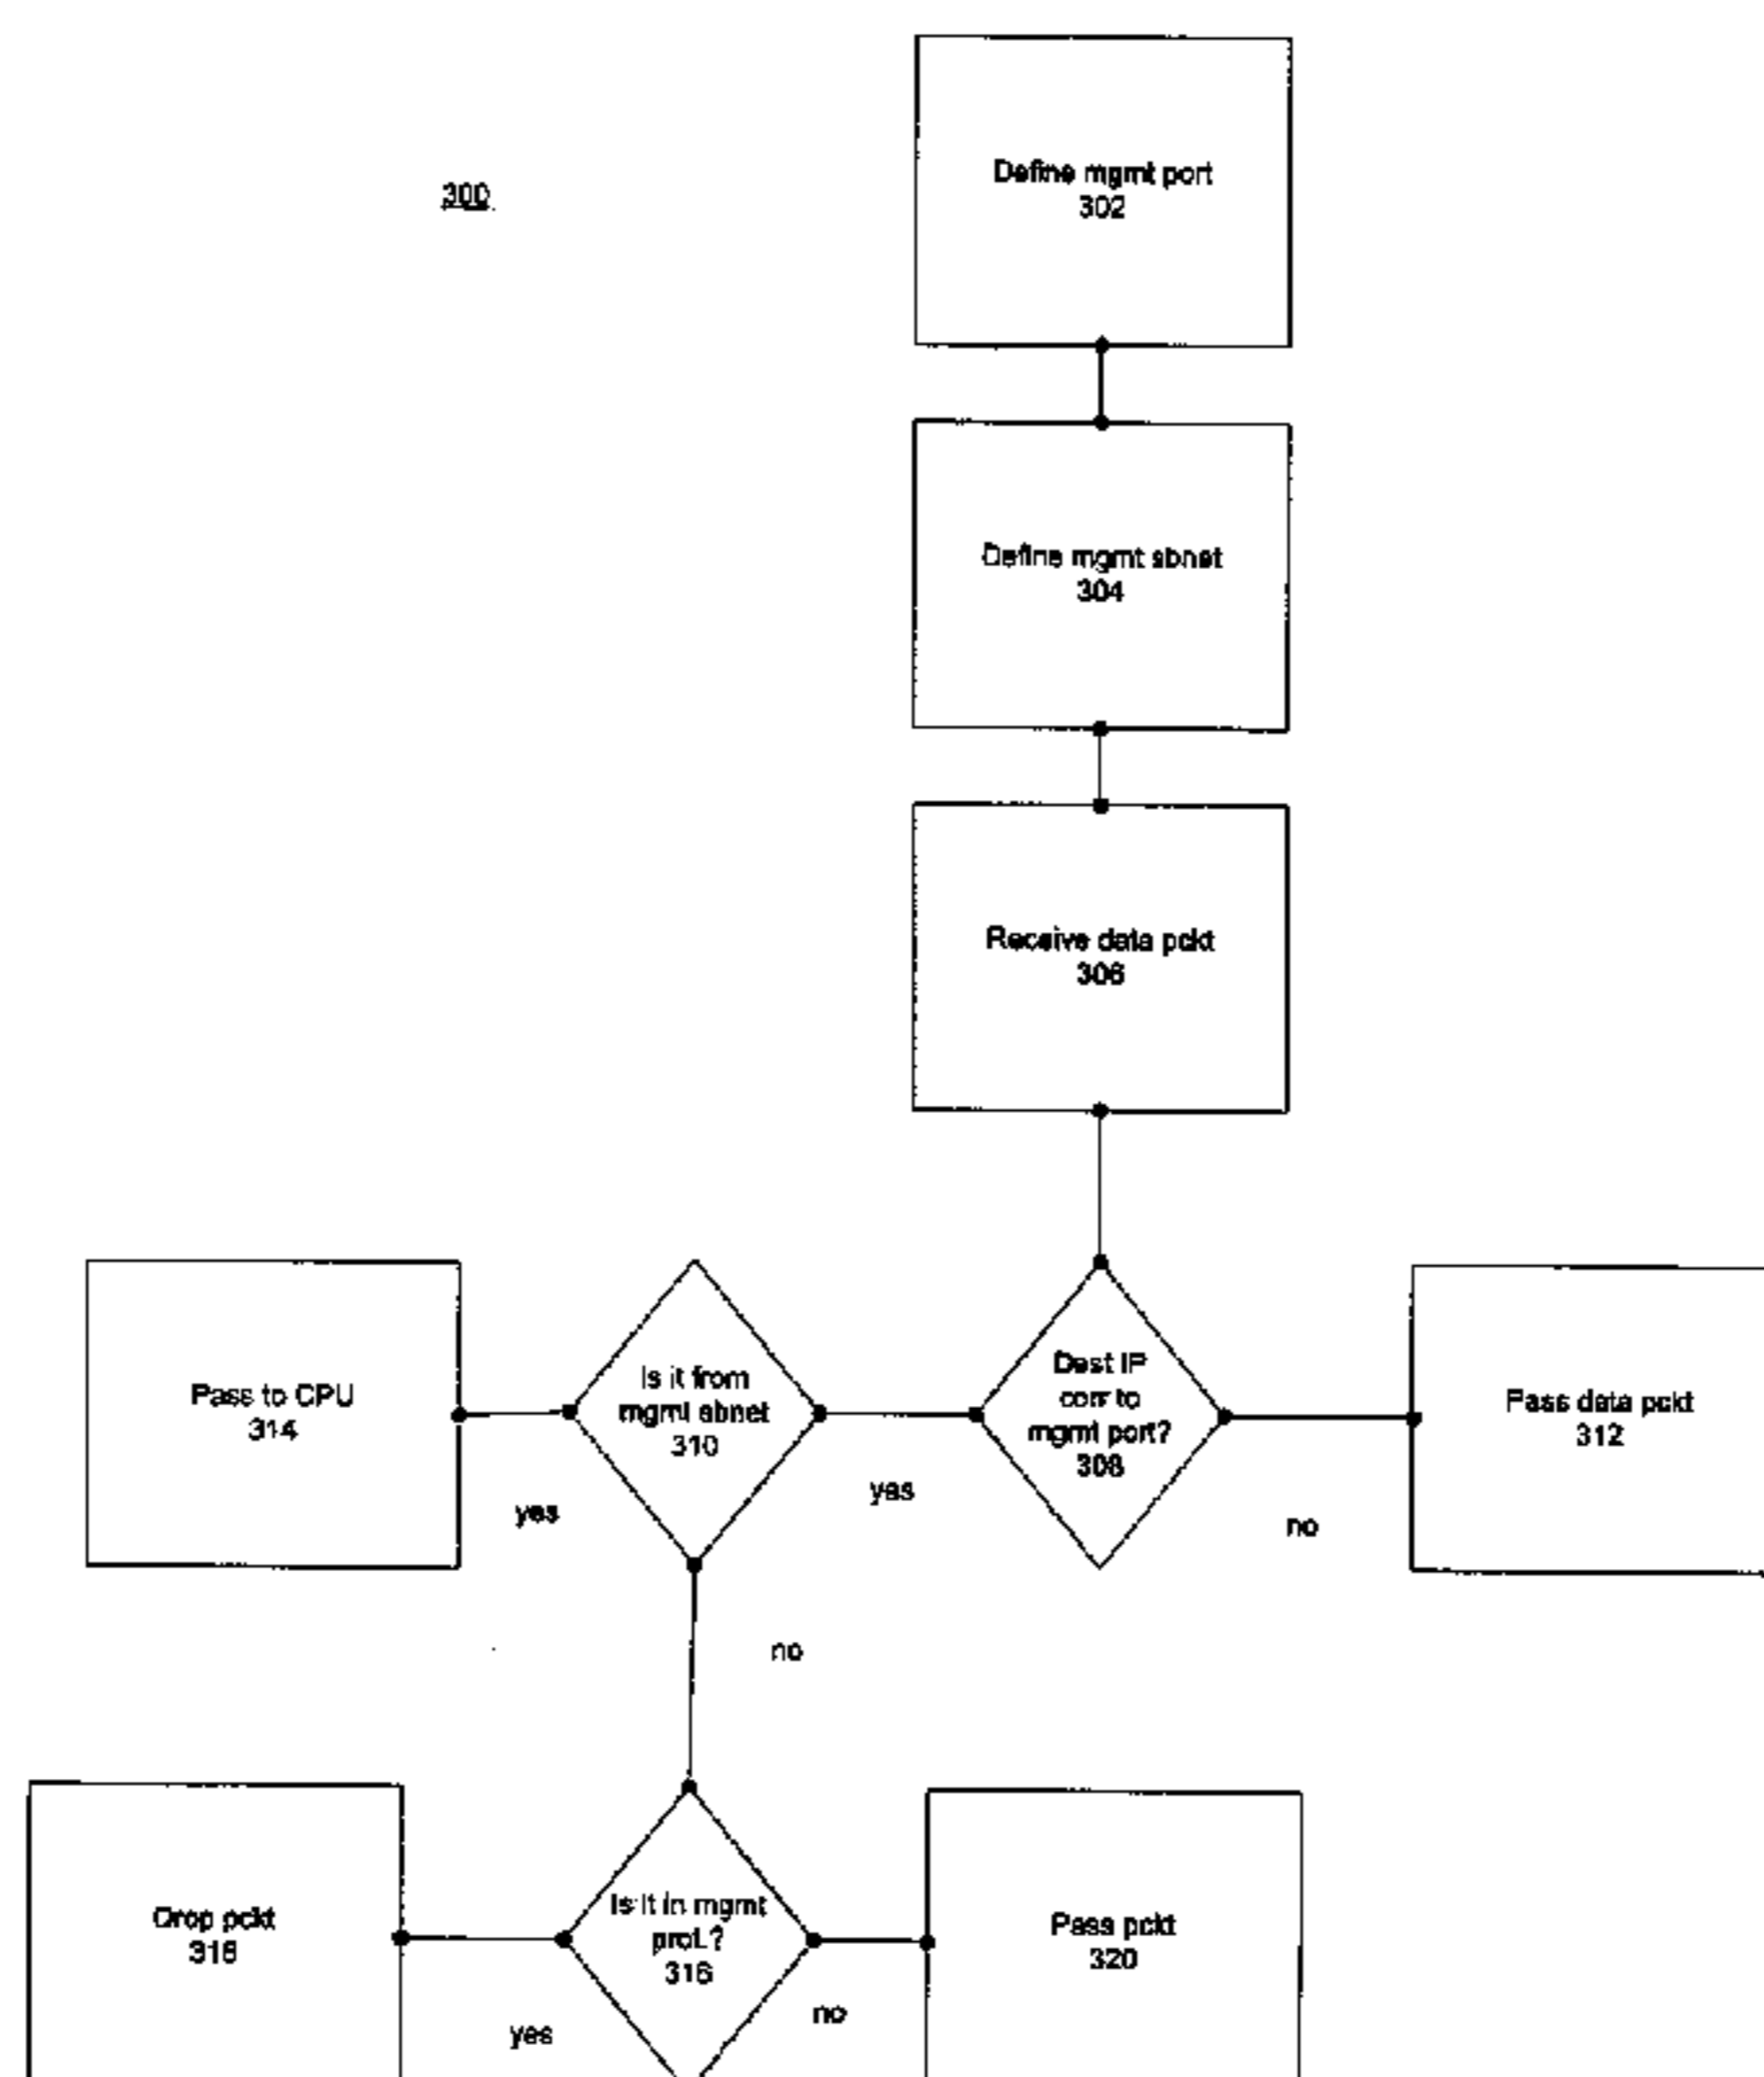 300
Define mgmt port
302
Define mgmt sbnet
304
Receive data pckt
306
Pass to CPU
314
Is it from
mgmt sbnet
310
Dest IP
corr to
mgmt port?
308
Pass data pckt
312
yes
yes
no
no
Drop pckt
318
Is it in mgmt
prot.?
316
Pass pckt
320
yes
no